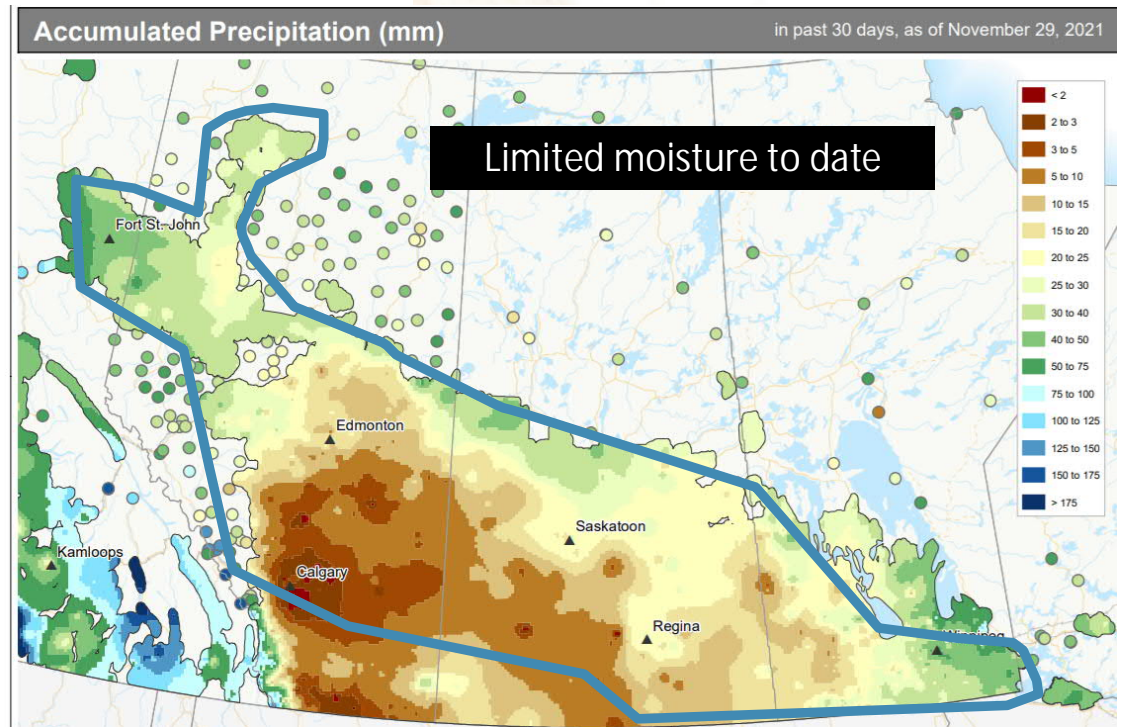 Accumulated Precipitation (mm)
in past 30 days, as of November 29, 2021
Limited moisture to date
< 2
2 to 3
3 to 5
5 to 10
10 to 15
15 to 20
20 to 25
25 to 30
30 to 40
40 to 50
50 to 75
75 to 100
100 to 125
125 to 150
150 to 175
> 175
Fort St. John
Edmonton
Saskatoon
Kamloops
Calgary
Regina
Winnipeg